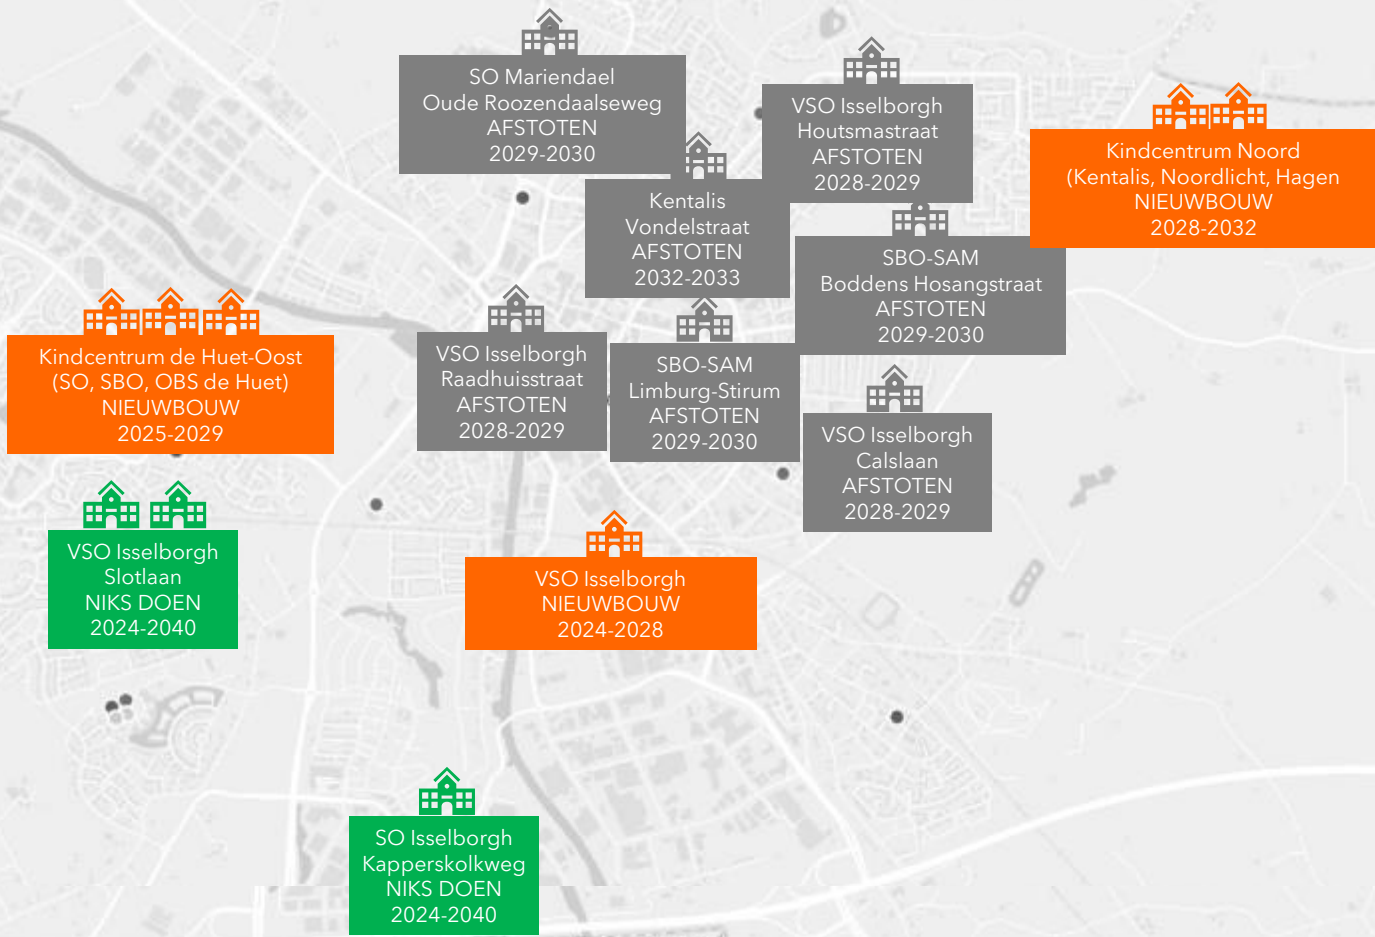 SO Mariendael
Oude Roozendaalseweg
AFSTOTEN
2029-2030
VSO Isselborgh
Houtsmastraat
AFSTOTEN
2028-2029
Kindcentrum Noord
(Kentalis, Noordlicht, Hagen
NIEUWBOUW
2028-2032
Kentalis
Vondelstraat
AFSTOTEN
2032-2033
SBO-SAM
Boddens Hosangstraat
AFSTOTEN
2029-2030
Kindcentrum de Huet-Oost
(SO, SBO, OBS de Huet)
NIEUWBOUW
2025-2029
VSO Isselborgh
Raadhuisstraat
AFSTOTEN
2028-2029
SBO-SAM
Limburg-Stirum
AFSTOTEN
2029-2030
VSO Isselborgh
Calslaan
AFSTOTEN
2028-2029
VSO Isselborgh
Slotlaan
NIKS DOEN
2024-2040
VSO Isselborgh
NIEUWBOUW
2024-2028
SO Isselborgh
Kapperskolkweg
NIKS DOEN
2024-2040